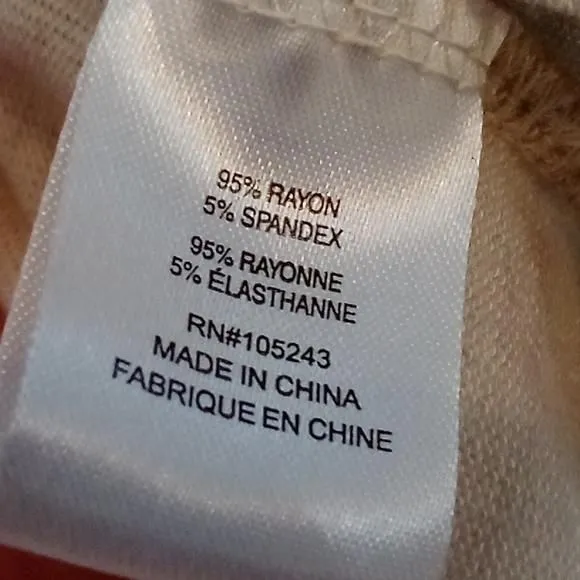 95% RAYON
5% SPANDEX
95% RAYONNE
5% ÉLASTHANNE
RN#105243
MADE IN CHINA
FABRIQUE EN CHINE